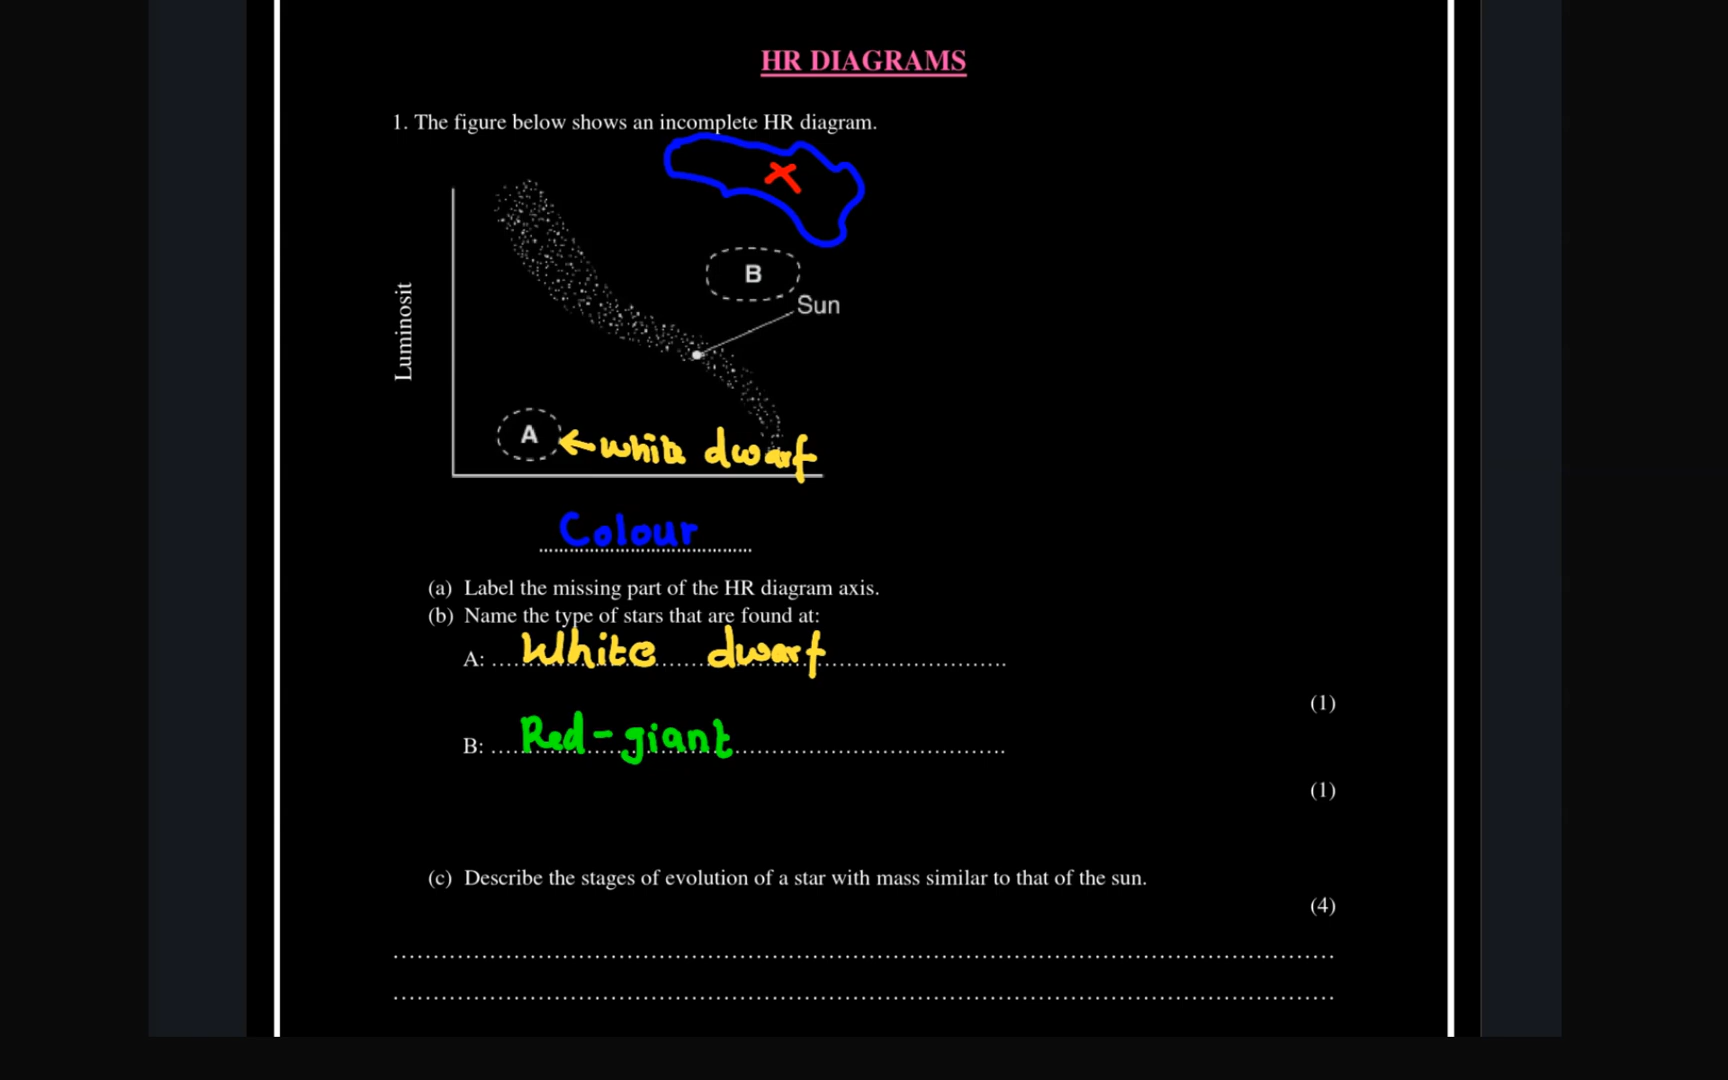 HR DIAGRAMS
1. The figure below shows an incomplete HR diagram.
X
B
Sun
Luminosit
A ← white dwarf
Colour
(a) Label the missing part of the HR diagram axis.
(b) Name the type of stars that are found at:
A: White dwarf
(1)
B: Red-giant
(1)
(c) Describe the stages of evolution of a star with mass similar to that of the sun.
(4)